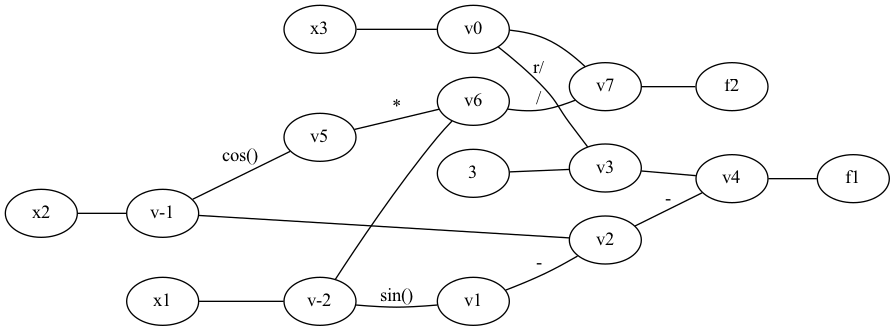 x3
v0
r/
v7
f2
*
v6
/
v5
cos()
3
v3
v4
f1
-
x2
v-1
v2
-
x1
v-2
sin()
v1